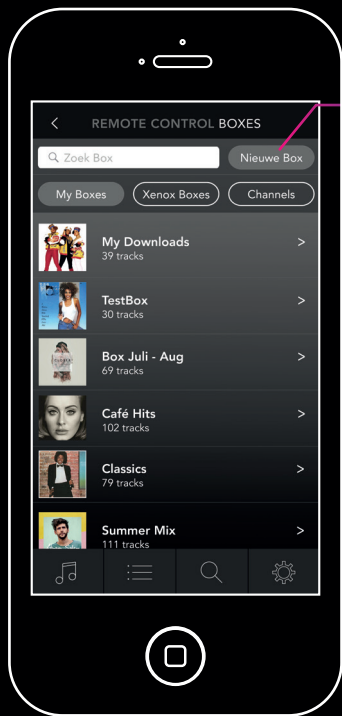 REMOTE CONTROL BOXES
Zoek Box
Nieuwe Box
My Boxes
Xenox Boxes
Channels
My Downloads
39 tracks
TestBox
30 tracks
Box Juli - Aug
69 tracks
Café Hits
102 tracks
Classics
79 tracks
Summer Mix
111 tracks